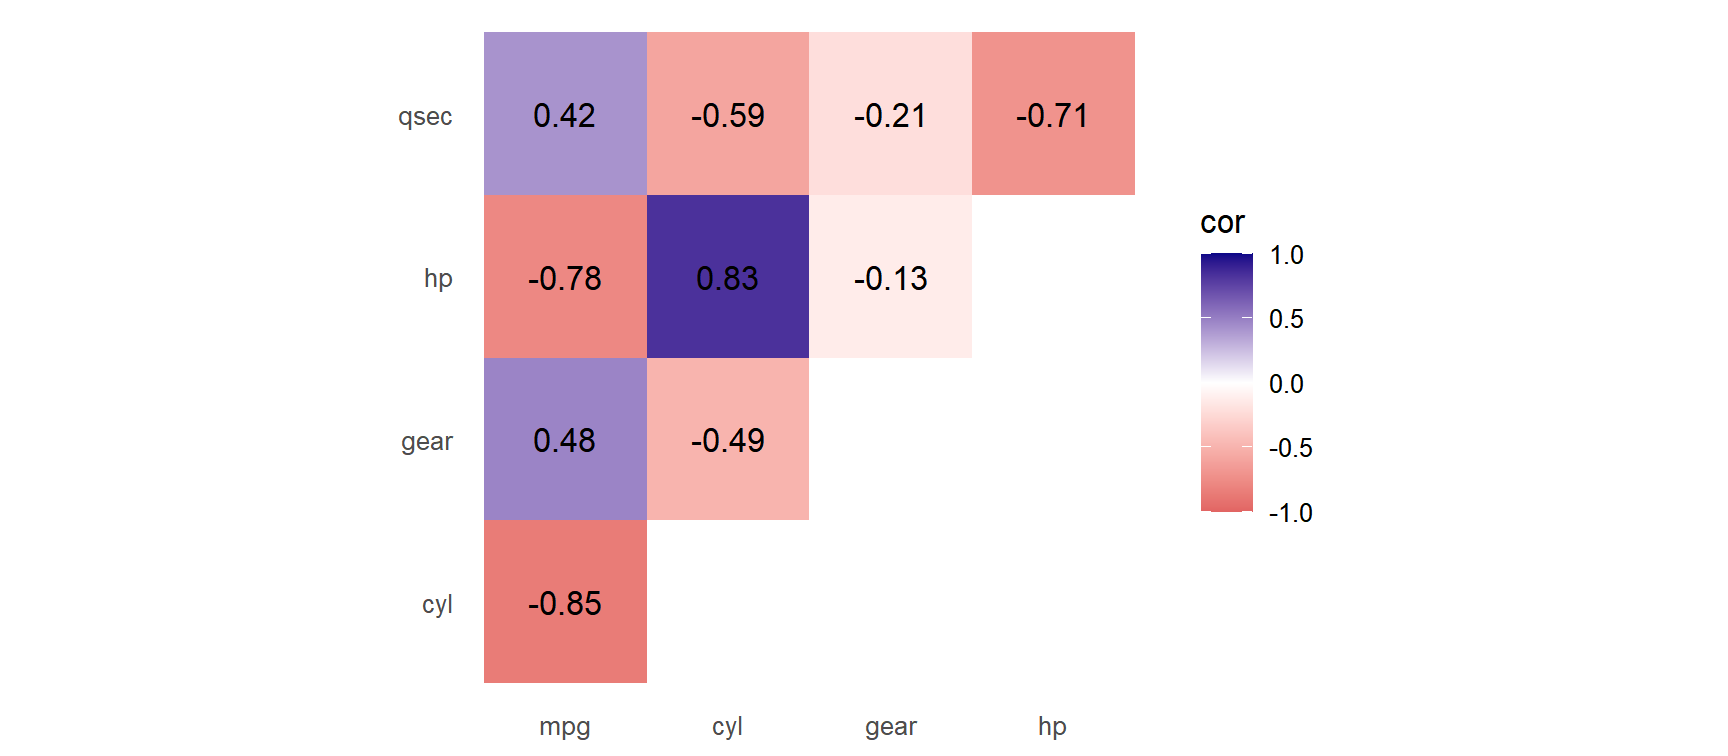 qsec 0.42 -0.59 -0.21 -0.71
hp -0.78 0.83 -0.13
gear 0.48 -0.49
cyl -0.85
mpg cyl gear hp
cor
1.0
0.5
0.0
-0.5
-1.0